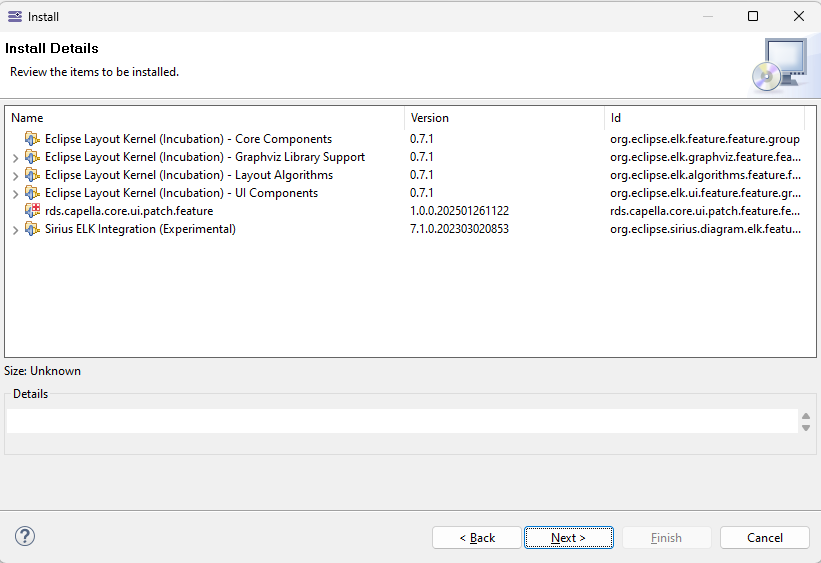 Install
Install Details
Review the items to be installed.
Name Version Id
Eclipse Layout Kernel (Incubation) - Core Components 0.7.1 org.eclipse.elk.feature.feature.group
Eclipse Layout Kernel (Incubation) - Graphviz Library Support 0.7.1 org.eclipse.elk.graphviz.feature.fea...
Eclipse Layout Kernel (Incubation) - Layout Algorithms 0.7.1 org.eclipse.elk.algorithms.feature.f...
Eclipse Layout Kernel (Incubation) - UI Components 0.7.1 org.eclipse.elk.ui.feature.feature.gr...
rds.capella.core.ui.patch.feature 1.0.0.202501261122 rds.capella.core.ui.patch.feature.fe...
Sirius ELK Integration (Experimental) 7.1.0.202303020853 org.eclipse.sirius.diagram.elk.featu...
Size: Unknown
Details
? < Back Next > Finish Cancel